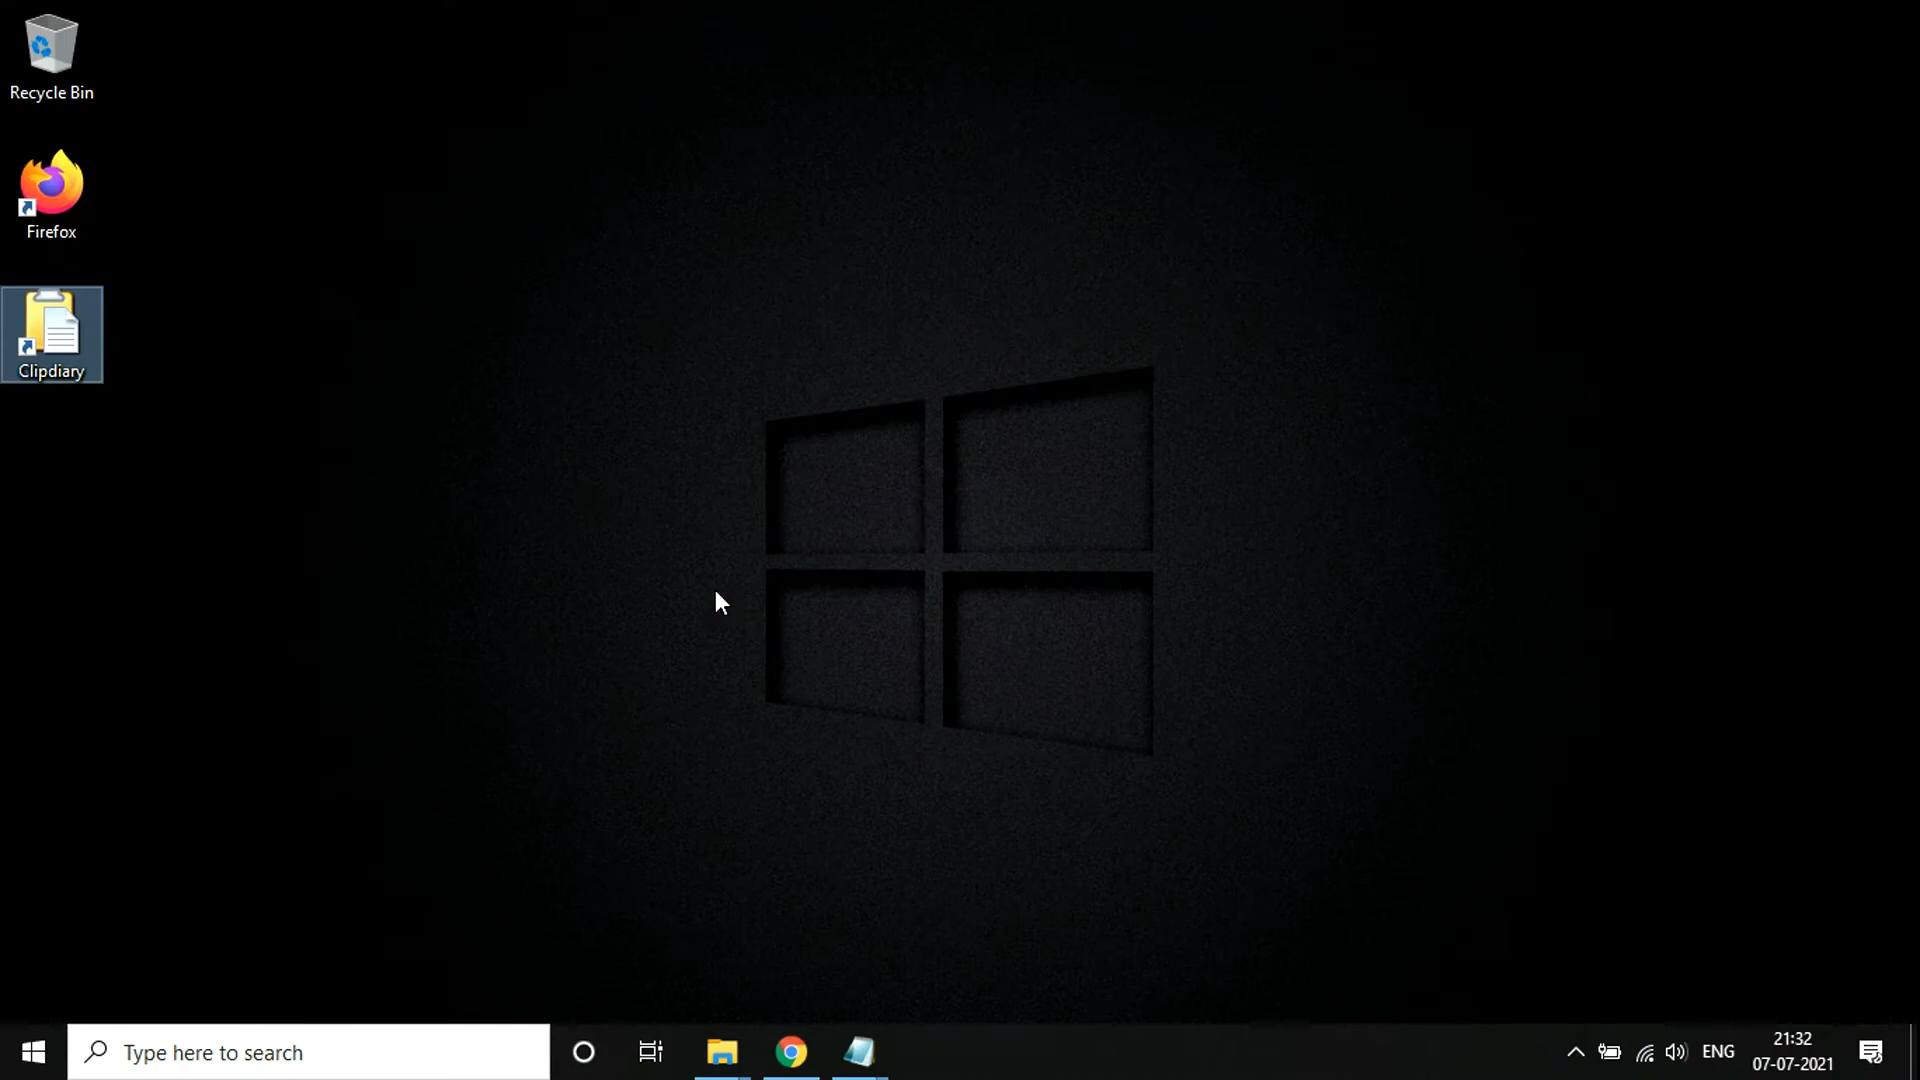 Recycle Bin
Firefox
Clipdiary
Type here to search
ENG
21:32
07-07-2021